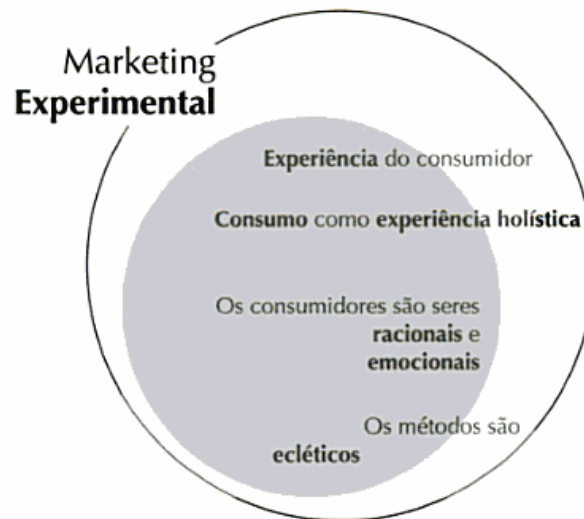 Marketing
Experimental
Experiência do consumidor
Consumo como experiência holística
Os consumidores são seres
racionais e
emocionais
Os métodos são
ecléticos